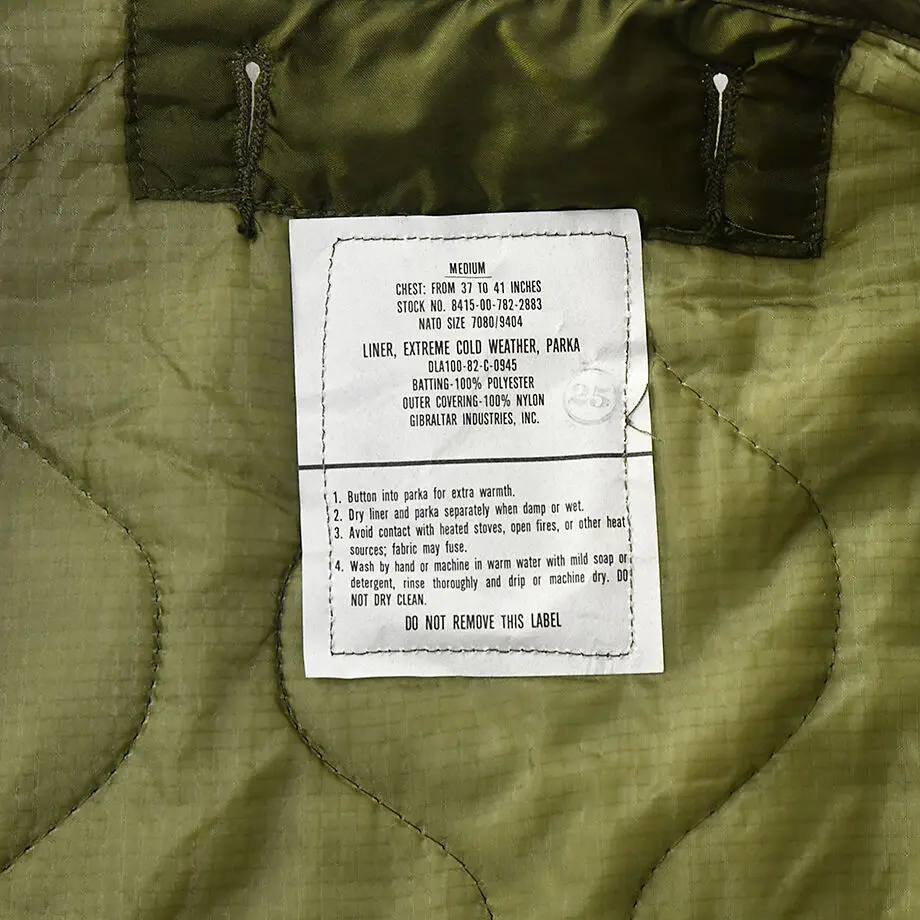 MEDIUM
CHEST: FROM 37 TO 41 INCHES
STOCK NO. 8415-00-782-2883
NATO SIZE 7080/9404
LINER, EXTREME COLD WEATHER, PARKA
DLA100-82-C-0945
BATTING-100% POLYESTER
OUTER COVERING-100% NYLON
GIBRALTAR INDUSTRIES, INC.
25
1. Button into parka for extra warmth.
2. Dry liner and parka separately when damp or wet.
3. Avoid contact with heated stoves, open fires, or other heat
sources; fabric may fuse.
4. Wash by hand or machine in warm water with mild soap or
detergent, rinse thoroughly and drip or machine dry. DO
NOT DRY CLEAN.
DO NOT REMOVE THIS LABEL